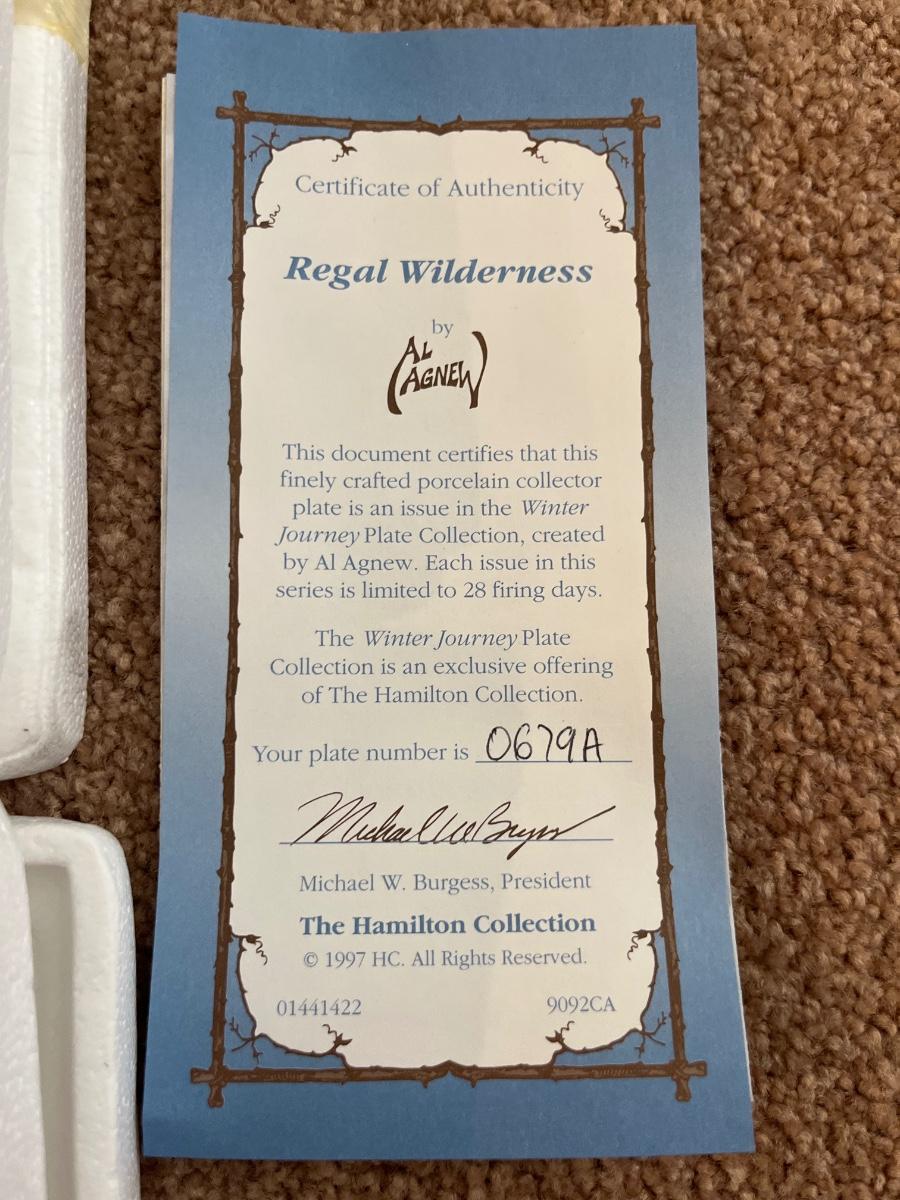 Certificate of Authenticity
Regal Wilderness
by
AL
AGNEW
This document certifies that this
finely crafted porcelain collector
plate is an issue in the Winter
Journey Plate Collection, created
by Al Agnew. Each issue in this
series is limited to 28 firing days.
The Winter Journey Plate
Collection is an exclusive offering
of The Hamilton Collection.
Your plate number is 0679A
Michael W Burgess
Michael W. Burgess, President
The Hamilton Collection
© 1997 HC. All Rights Reserved.
01441422 9092CA